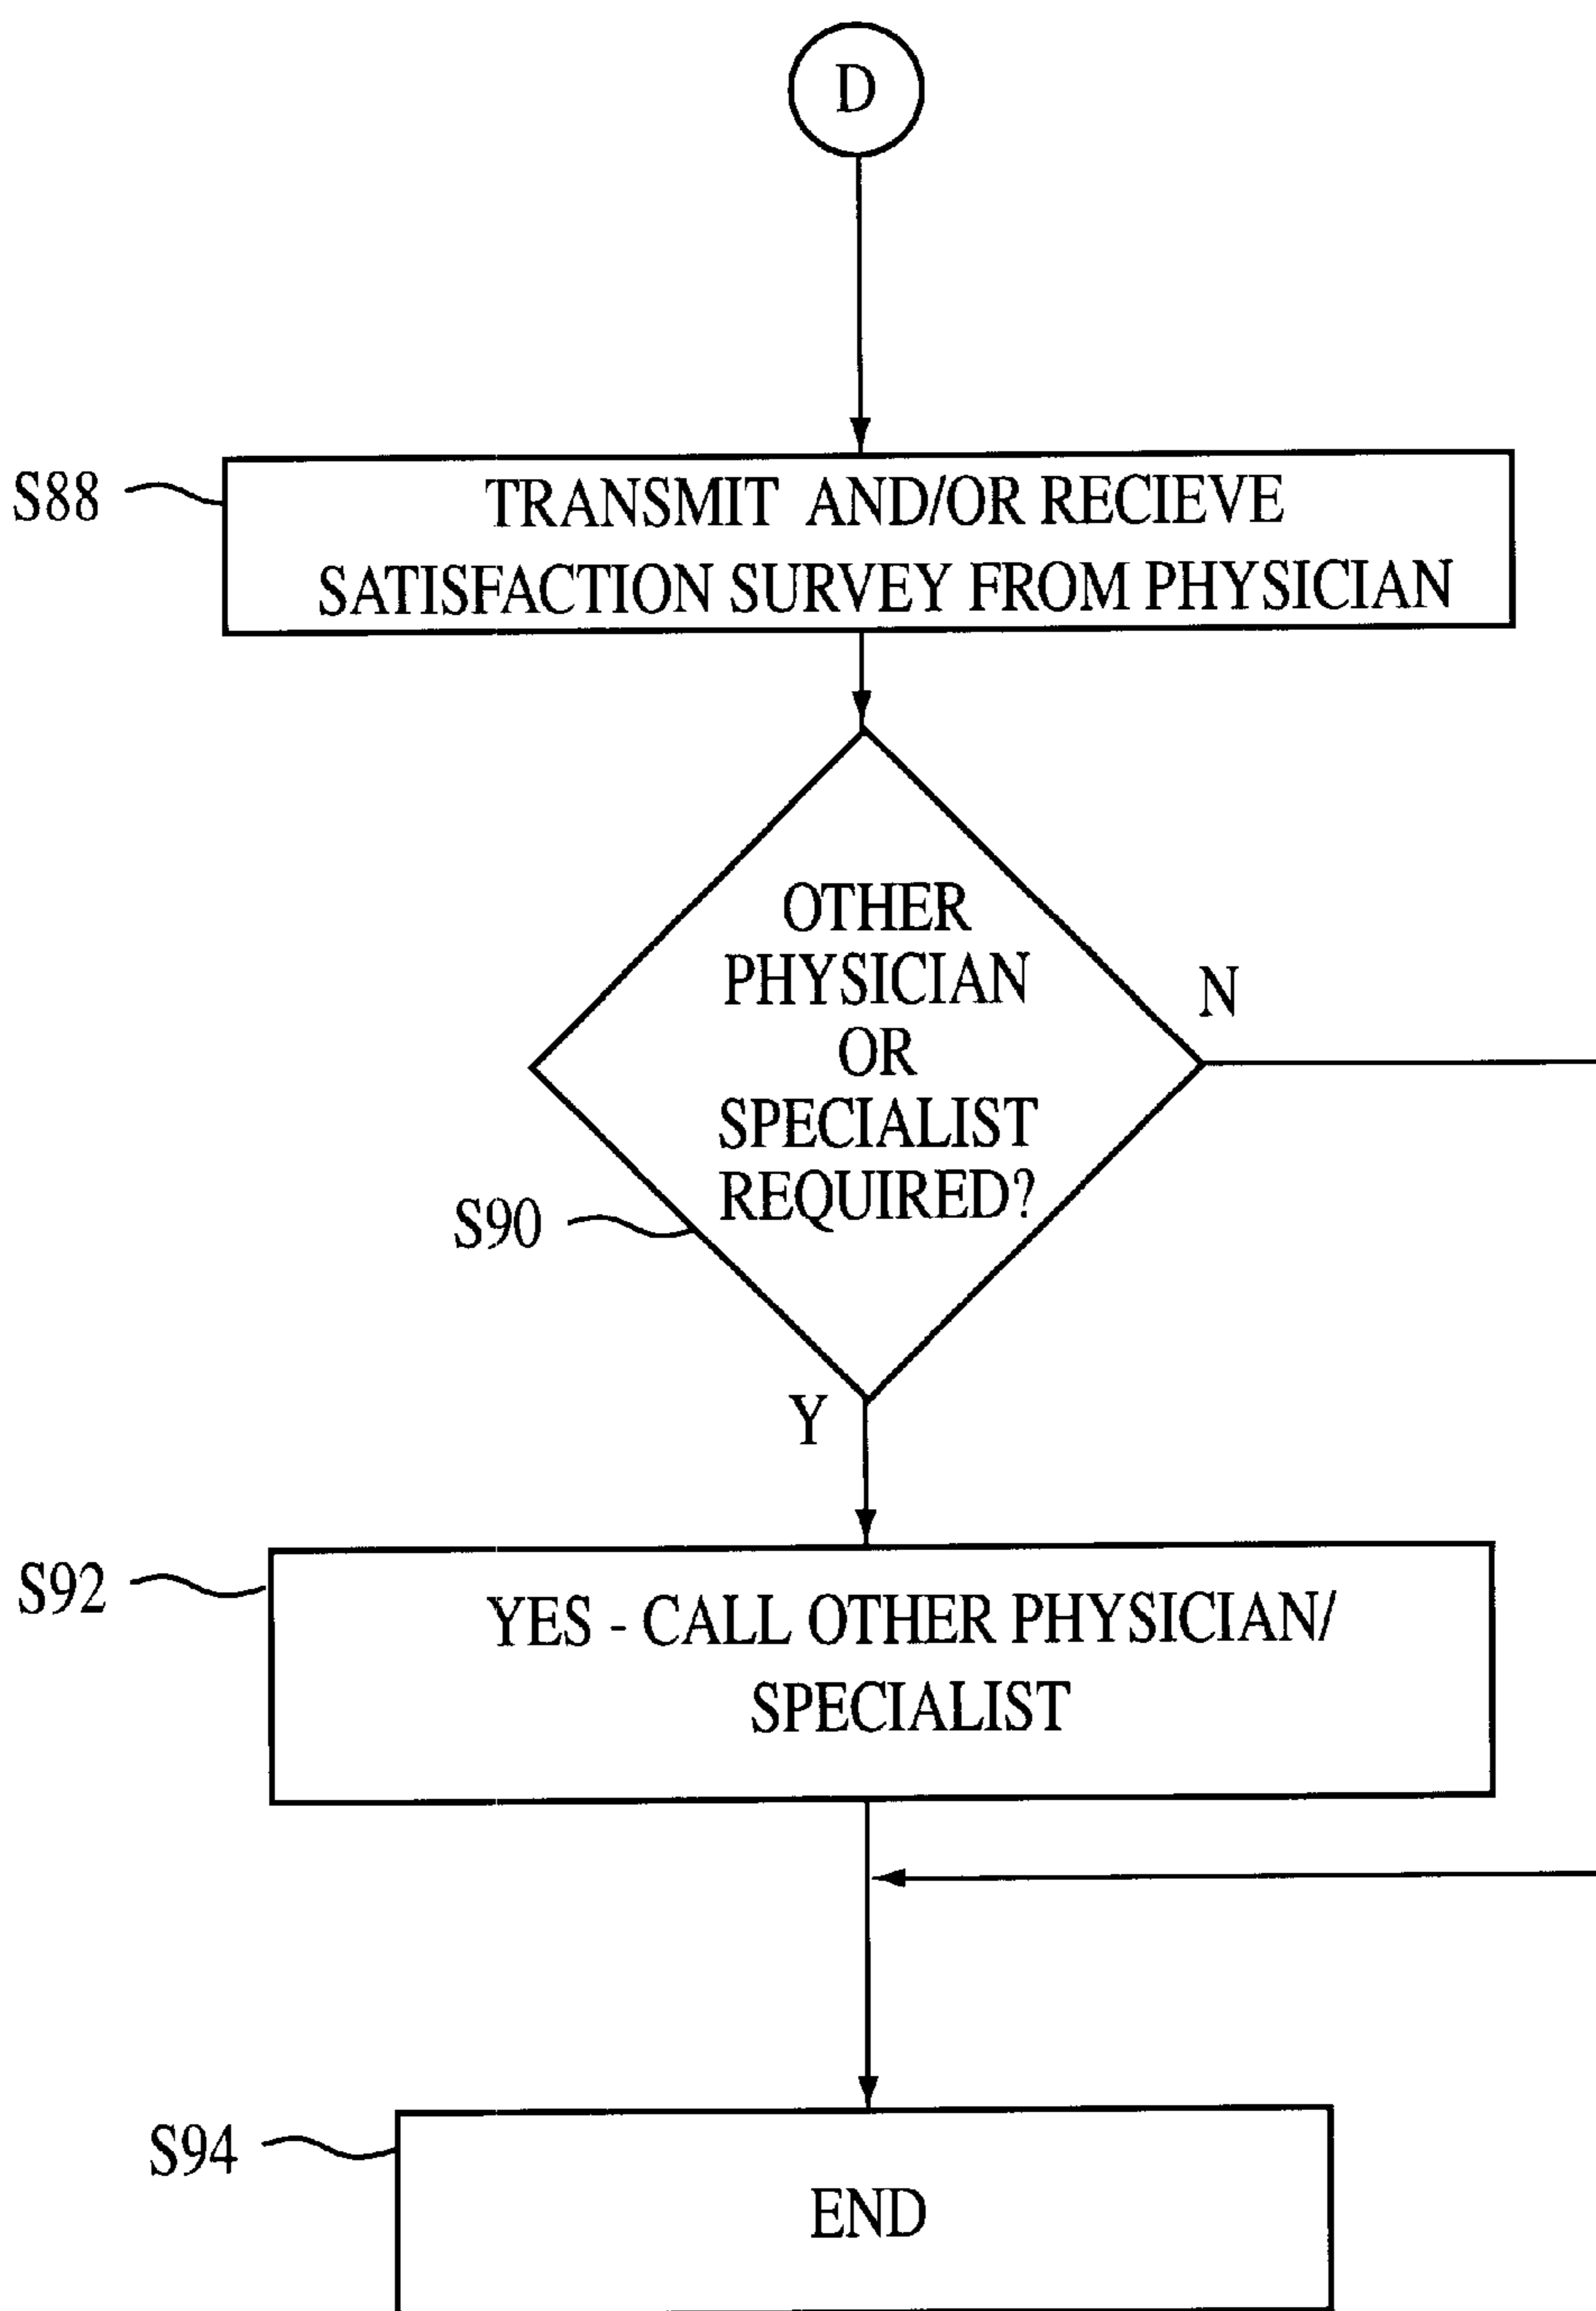 D
S88
TRANSMIT AND/OR RECIEVE
SATISFACTION SURVEY FROM PHYSICIAN
OTHER
PHYSICIAN
OR
SPECIALIST
REQUIRED?
N
S90
Y
S92
YES - CALL OTHER PHYSICIAN/
SPECIALIST
S94
END